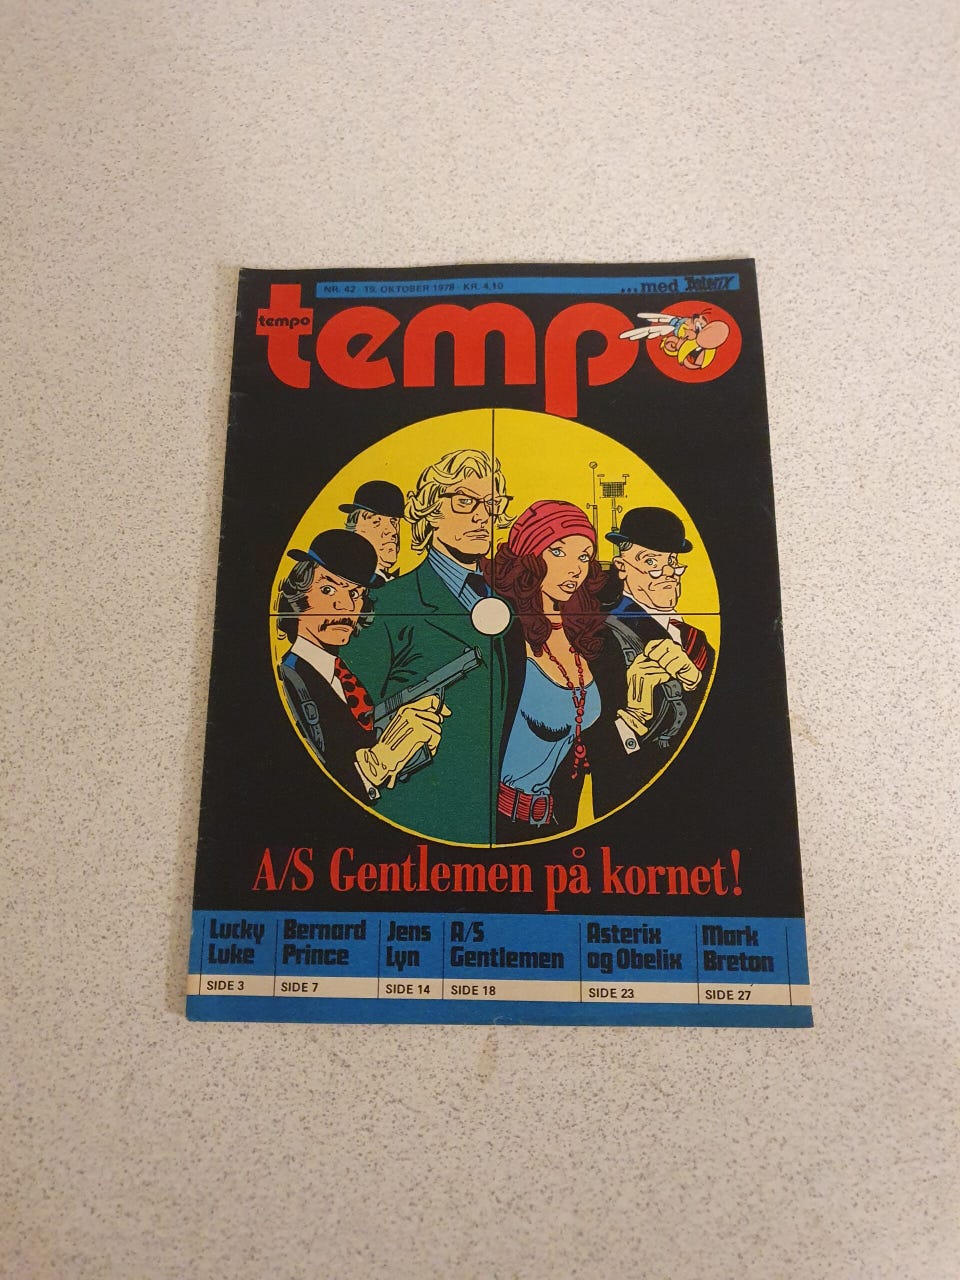 NR. 42 · 19. OKTOBER 1978 · KR. 4,10
...med Asterix
tempo
tempo
A/S Gentlemen på kornet!
Lucky Luke
SIDE 3
Bernard Prince
SIDE 7
Jens Lyn
SIDE 14
A/S Gentlemen
SIDE 18
Asterix og Obelix
SIDE 23
Mark Breton
SIDE 27